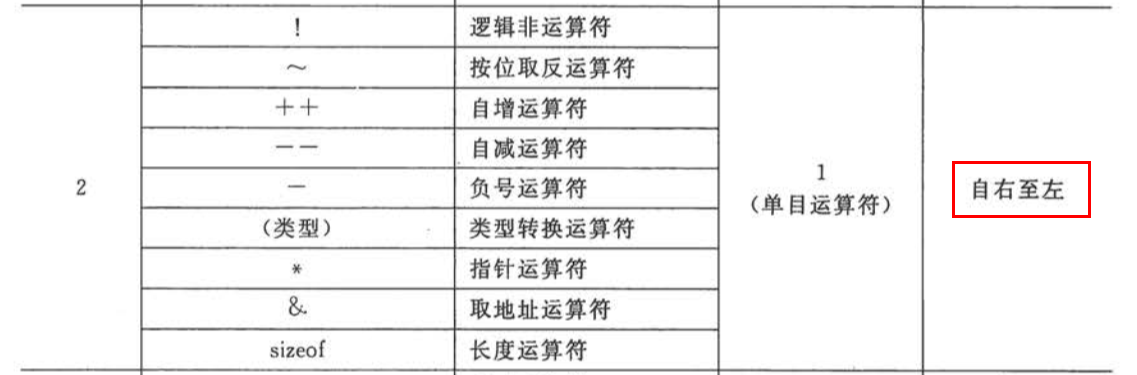 ! 逻辑非运算符
~ 按位取反运算符
++ 自增运算符
-- 自减运算符
2 - 负号运算符 1 (单目运算符) 自右至左
(类型) 类型转换运算符
* 指针运算符
& 取地址运算符
sizeof 长度运算符